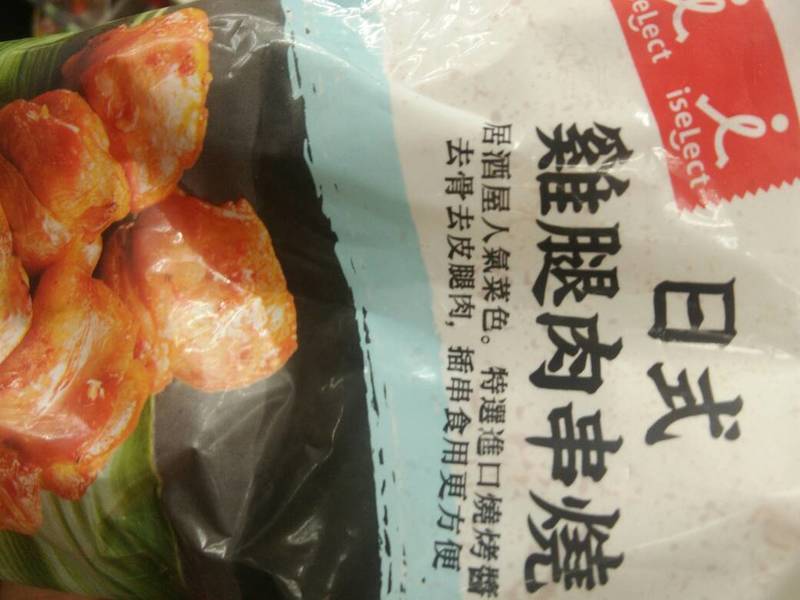 iseLect
iseLect
日式
雞腿肉串燒
居酒屋人氣菜色。特選進口燒烤醬
去骨去皮腿肉，插串食用更方便